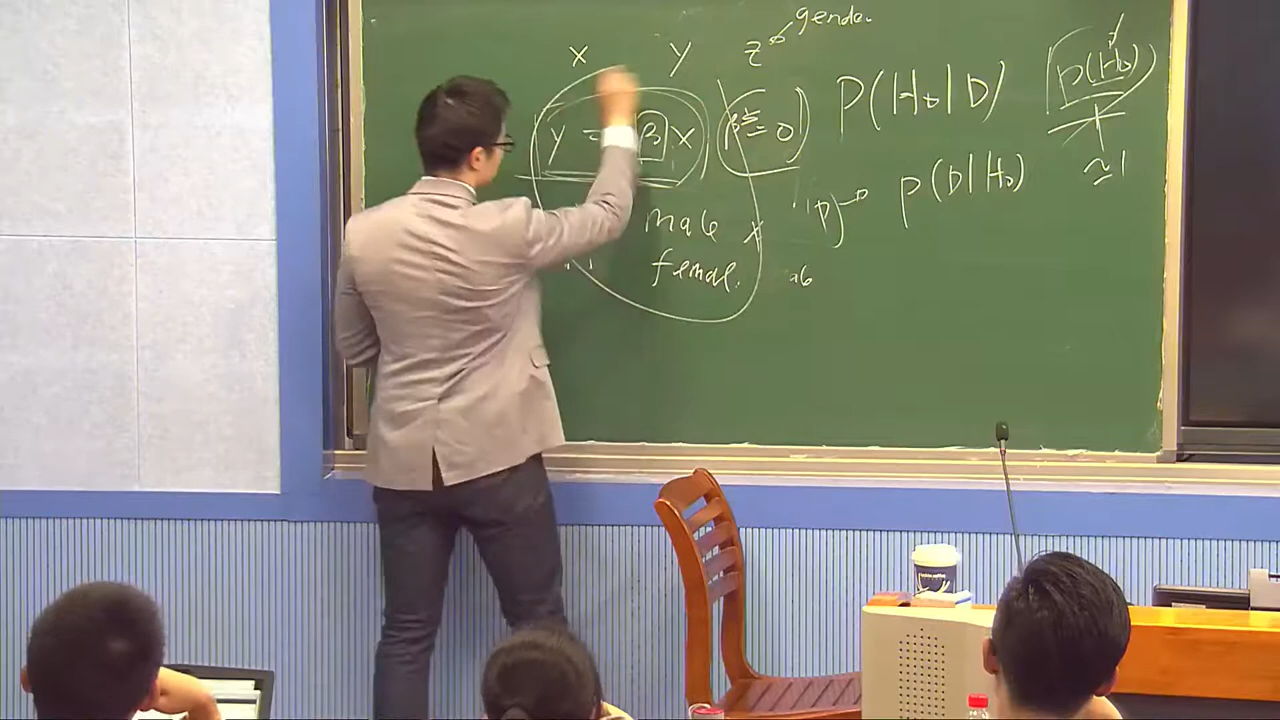 x y z gender
y = βx
β = 0
P(H₀|D)
P(H₀)
≃1
"p" → P(D|H₀)
male x
female.